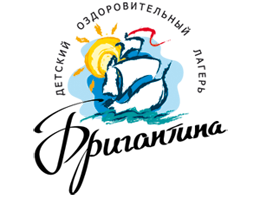 ДЕТСКИЙ ОЗДОРОВИТЕЛЬНЫЙ ЛАГЕРЬ
Бригантина